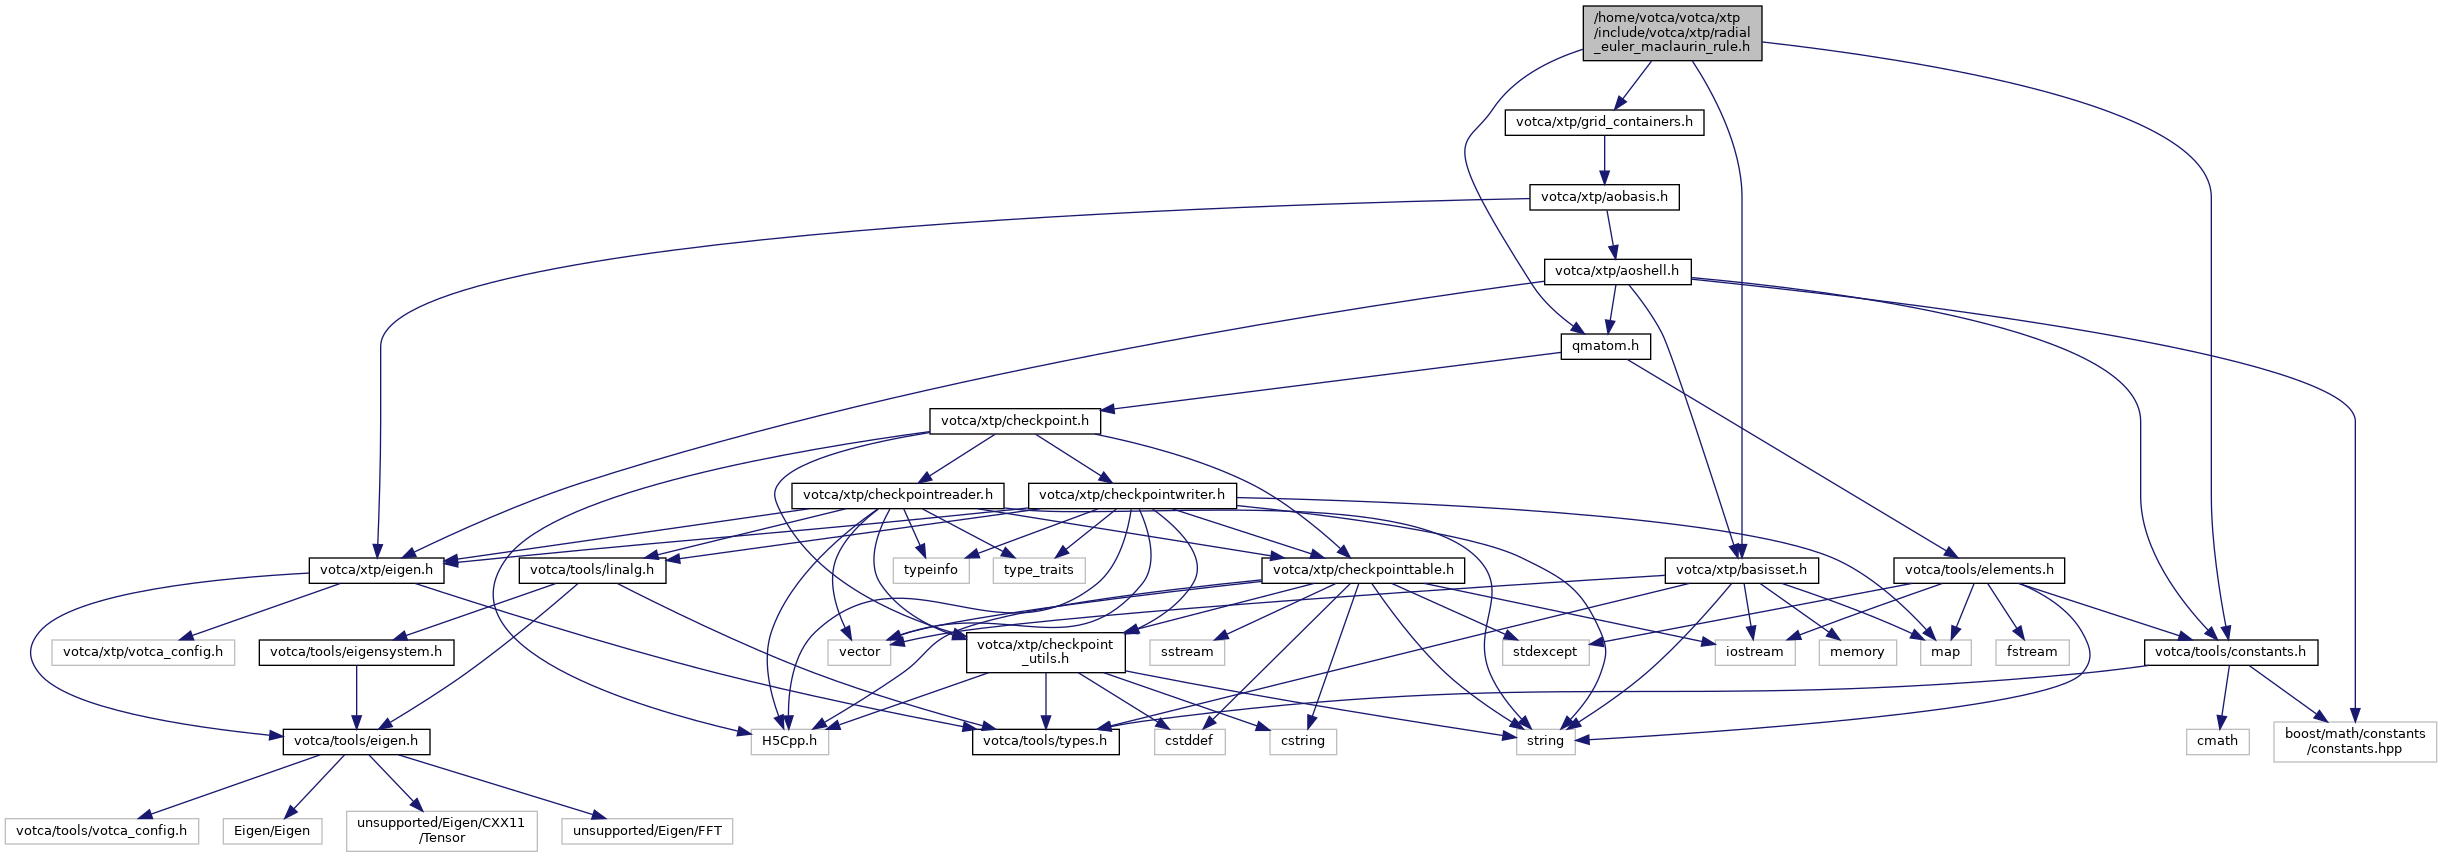 /home/votca/votca/xtp
/include/votca/xtp/radial
_euler_maclaurin_rule.h
votca/xtp/grid_containers.h
votca/xtp/aobasis.h
votca/xtp/aoshell.h
qmatom.h
votca/xtp/checkpoint.h
votca/xtp/checkpointreader.h
votca/xtp/checkpointwriter.h
votca/xtp/eigen.h
votca/tools/linalg.h
typeinfo
type_traits
votca/xtp/checkpointtable.h
votca/xtp/basisset.h
votca/tools/elements.h
votca/xtp/votca_config.h
votca/tools/eigensystem.h
vector
votca/xtp/checkpoint
_utils.h
sstream
stdexcept
iostream
memory
map
fstream
votca/tools/constants.h
votca/tools/eigen.h
H5Cpp.h
votca/tools/types.h
cstddef
cstring
string
cmath
boost/math/constants
/constants.hpp
votca/tools/votca_config.h
Eigen/Eigen
unsupported/Eigen/CXX11
/Tensor
unsupported/Eigen/FFT